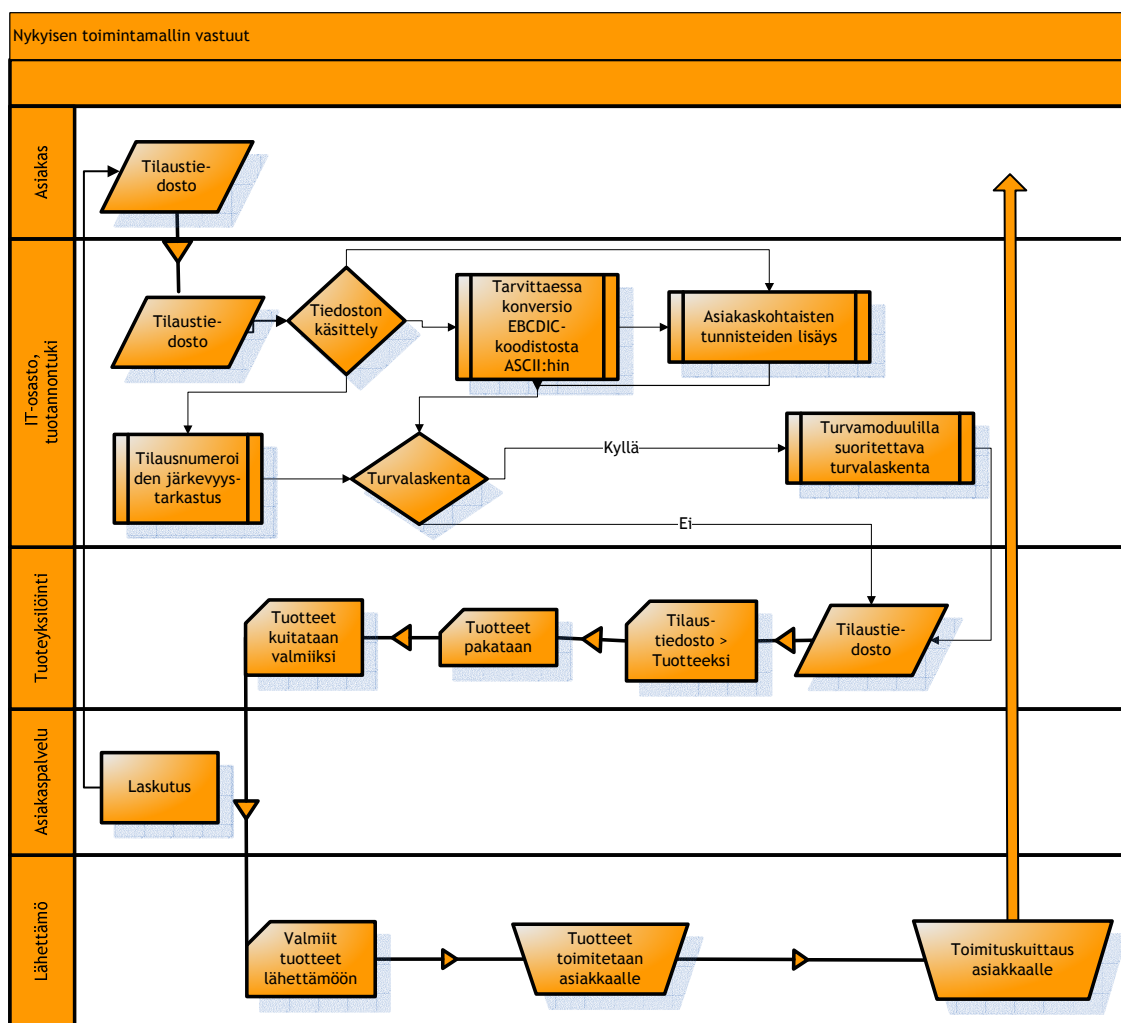 Nykyisen toimintamallin vastuut
Asiakas
Tilaustie-
dosto
IT-osasto,
tuotannontuki
Tilaustie-
dosto
Tiedoston
käsittely
Tarvittaessa
konversio
EBCDIC-
koodistosta
ASCII:hin
Asiakaskohtaisten
tunnisteiden lisäys
Tilausnumeroi
den järkevyys-
tarkastus
Turvalaskenta
Kyllä
Turvamoduulilla
suoritettava
turvalaskenta
Ei
Tuoteyksilöinti
Tuotteet
kuitataan
valmiiksi
Tuotteet
pakataan
Tilaus-
tiedosto >
Tuotteeksi
Tilaustie-
dosto
Asiakaspalvelu
Laskutus
Lähettämö
Valmiit
tuotteet
lähettämöön
Tuotteet
toimitetaan
asiakkaalle
Toimituskuittaus
asiakkaalle